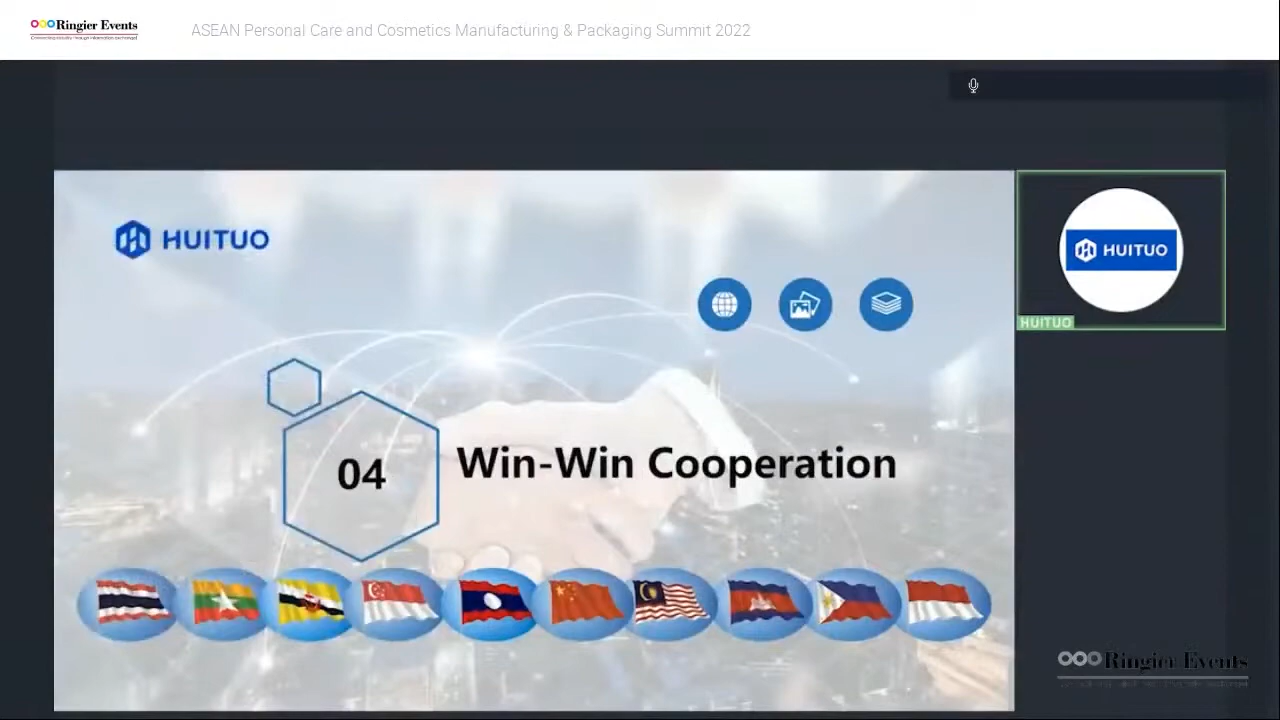 Ringier Events
ASEAN Personal Care and Cosmetics Manufacturing & Packaging Summit 2022
HUITUO
HUITUO
HUITUO
04
Win-Win Cooperation
Ringier Events